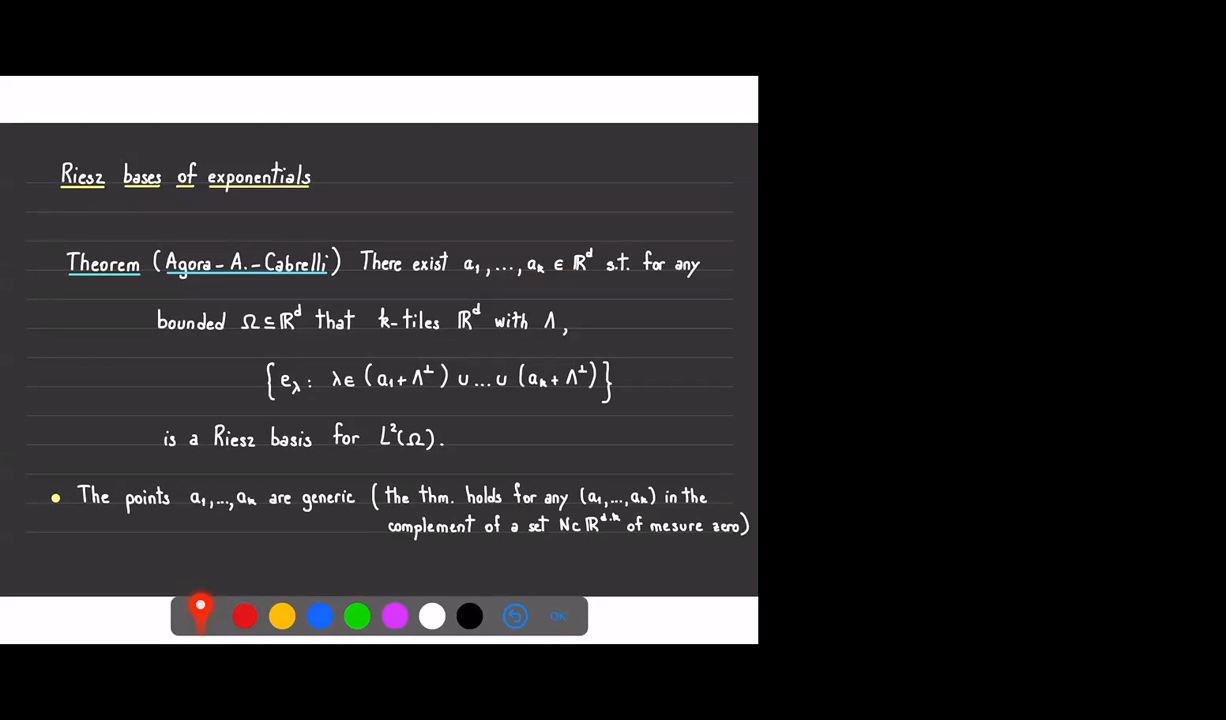 Riesz bases of exponentials
Theorem (Agora - A. - Cabrelli) There exist a₁,...,aₖ ∈ ℝᵈ s.t. for any
bounded Ω ⊆ ℝᵈ that k-tiles ℝᵈ with Λ,
{e_λ : λ ∈ (a₁ + Λ^⊥) ∪ ... ∪ (aₖ + Λ^⊥)}
is a Riesz basis for L²(Ω).
• The points a₁,...,aₖ are generic (the thm. holds for any (a₁,...,aₖ) in the
complement of a set N ⊂ ℝ^{d.k} of mesure zero)
OK